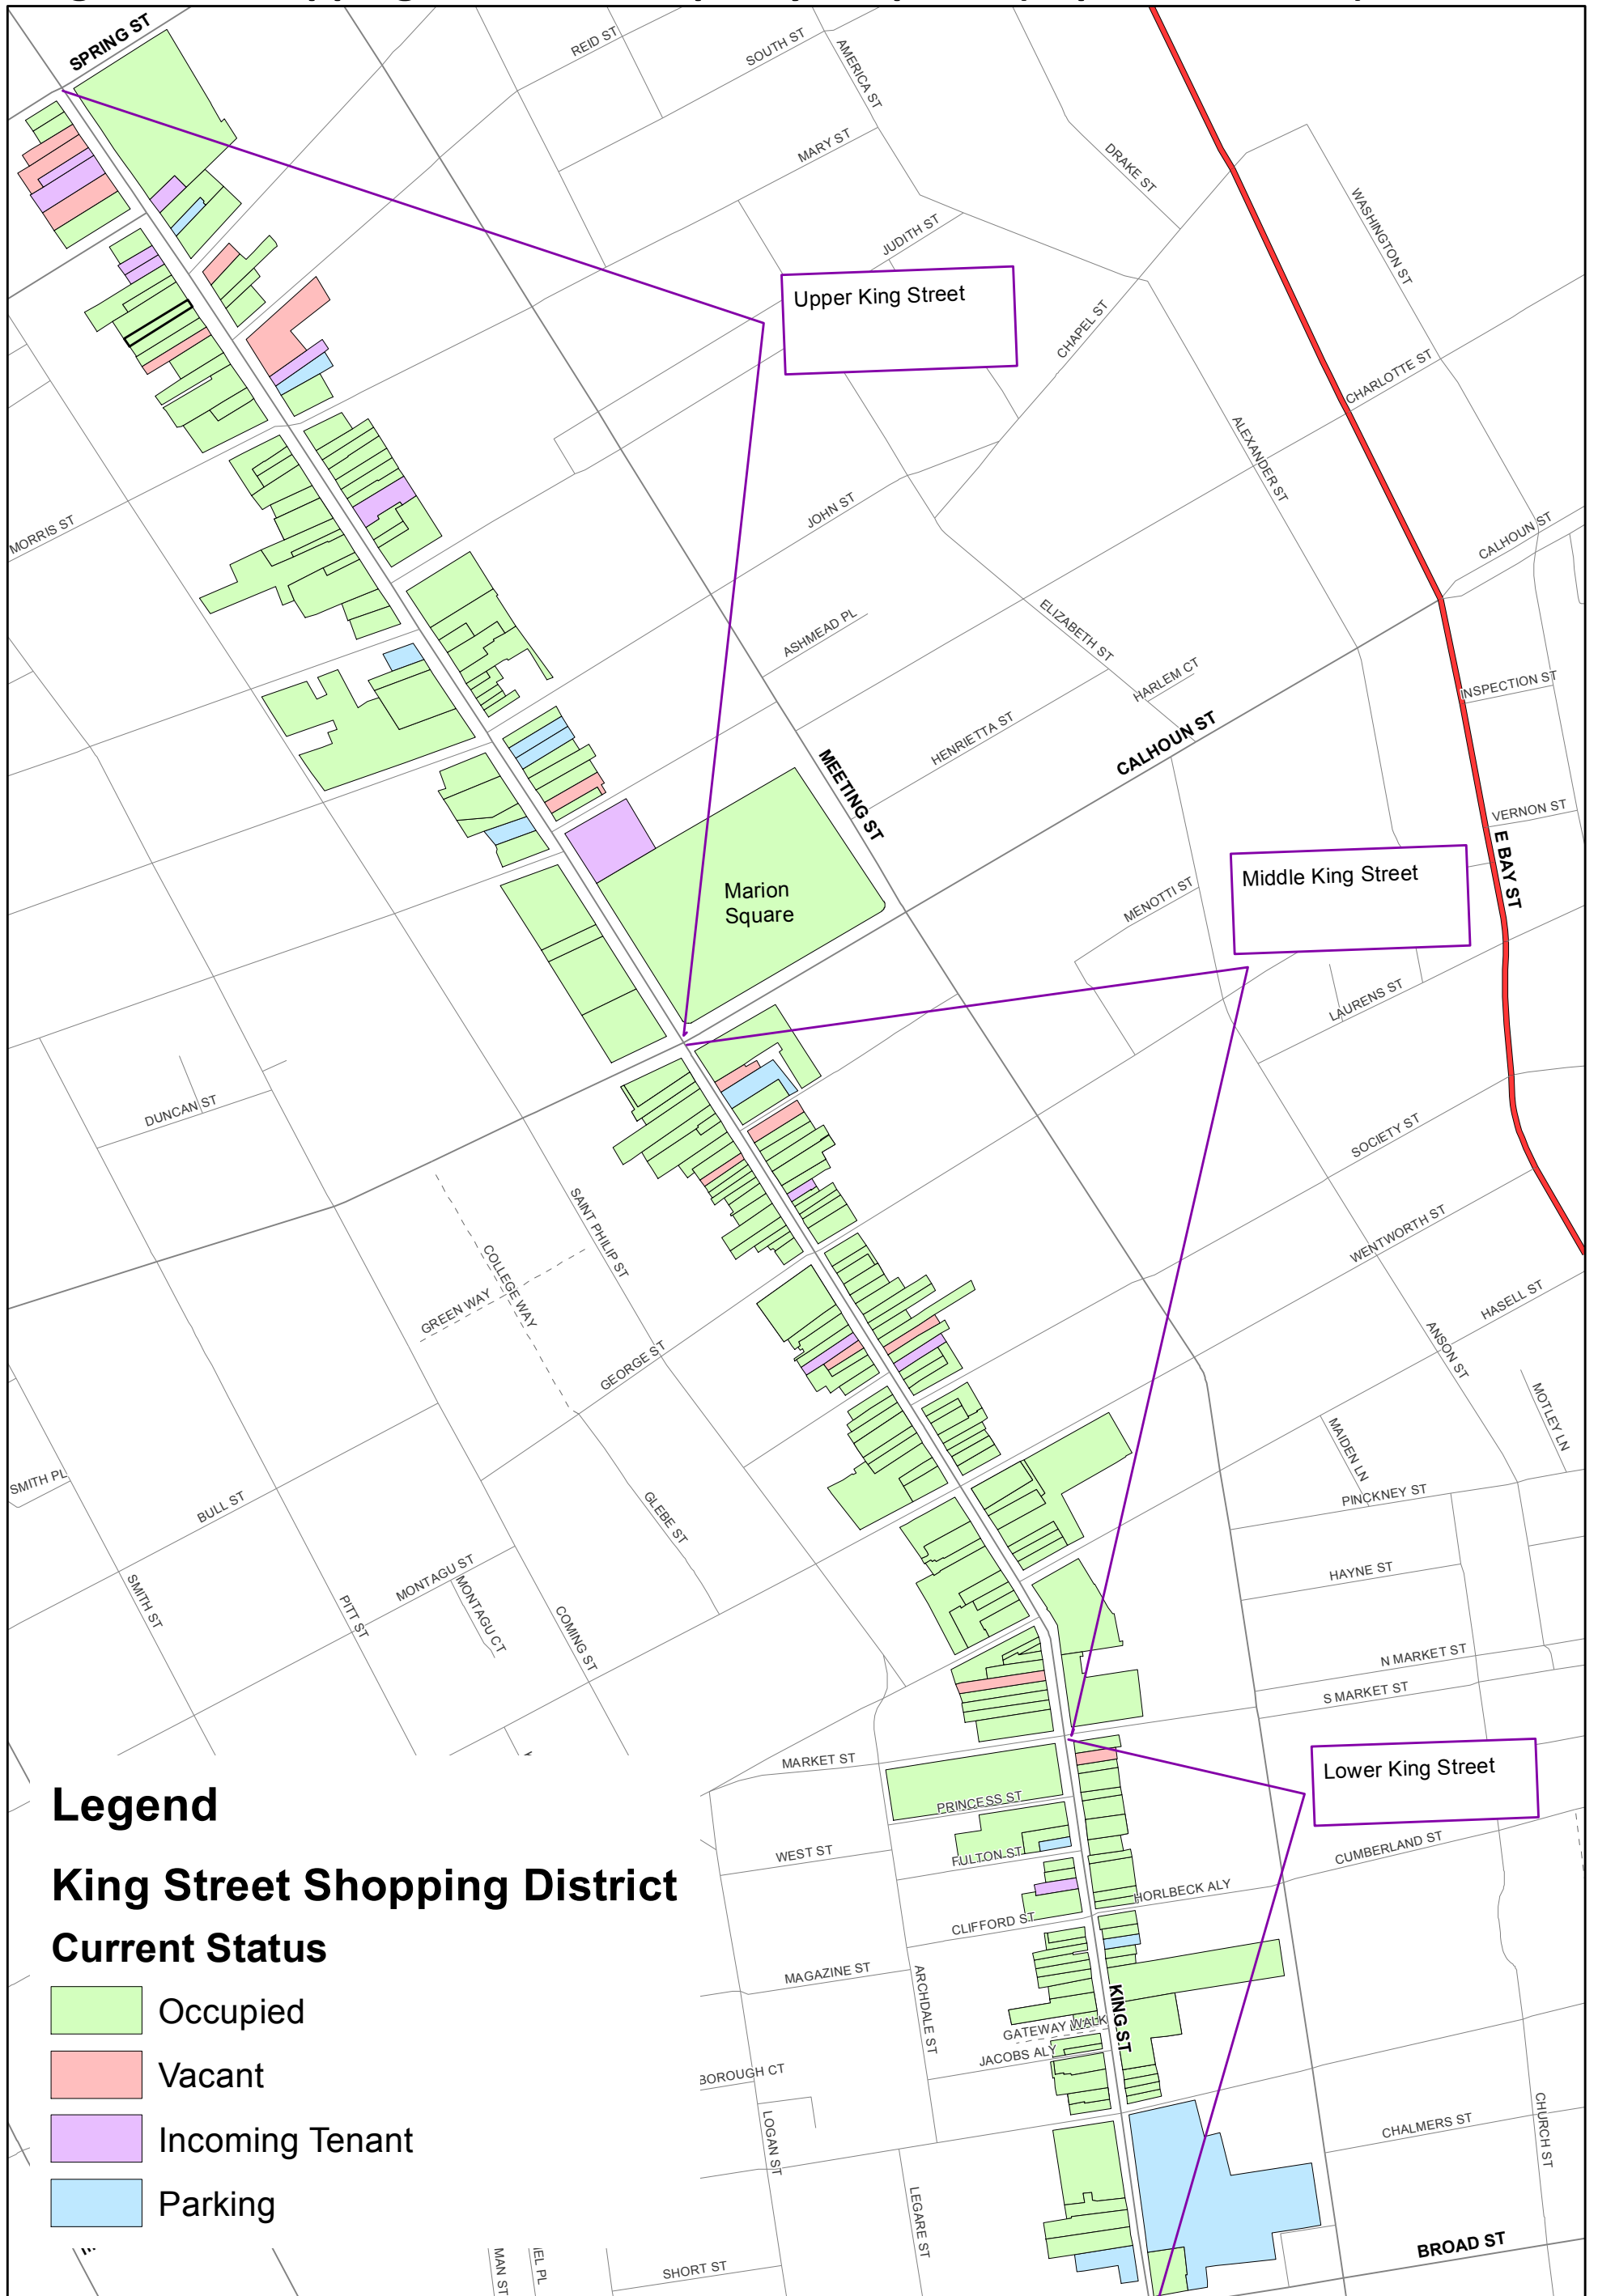 SPRING ST
REID ST
SOUTH ST
AMERICA ST
MARY ST
DRAKE ST
WASHINGTON ST
JUDITH ST
Upper King Street
CHAPEL ST
CHARLOTTE ST
ALEXANDER ST
MORRIS ST
JOHN ST
CALHOUN ST
ASHMEAD PL
ELIZABETH ST
HARLEM CT
INSPECTION ST
HENRIETTA ST
CALHOUN ST
MEETING ST
VERNON ST
E BAY ST
Middle King Street
Marion
Square
MENOTTI ST
LAURENS ST
DUNCAN ST
SOCIETY ST
SAINT PHILIP ST
WENTWORTH ST
COLLEGE WAY
GREEN WAY
HASELL ST
GEORGE ST
ANSON ST
MOTLEY LN
MAIDEN LN
SMITH PL
BULL ST
GLEBE ST
PINCKNEY ST
MONTAGU ST
HAYNE ST
SMITH ST
PITT ST
MONTAGU CT
COMING ST
N MARKET ST
S MARKET ST
MARKET ST
Lower King Street
PRINCESS ST
WEST ST
FULTON ST
CUMBERLAND ST
HORLBECK ALY
CLIFFORD ST
MAGAZINE ST
ARCHDALE ST
KING ST
GATEWAY WALK
JACOBS ALY
BOROUGH CT
LOGAN ST
CHALMERS ST
CHURCH ST
LEGARE ST
BROAD ST
SHORT ST
MAN ST
EL PL
Legend
King Street Shopping District
Current Status
Occupied
Vacant
Incoming Tenant
Parking